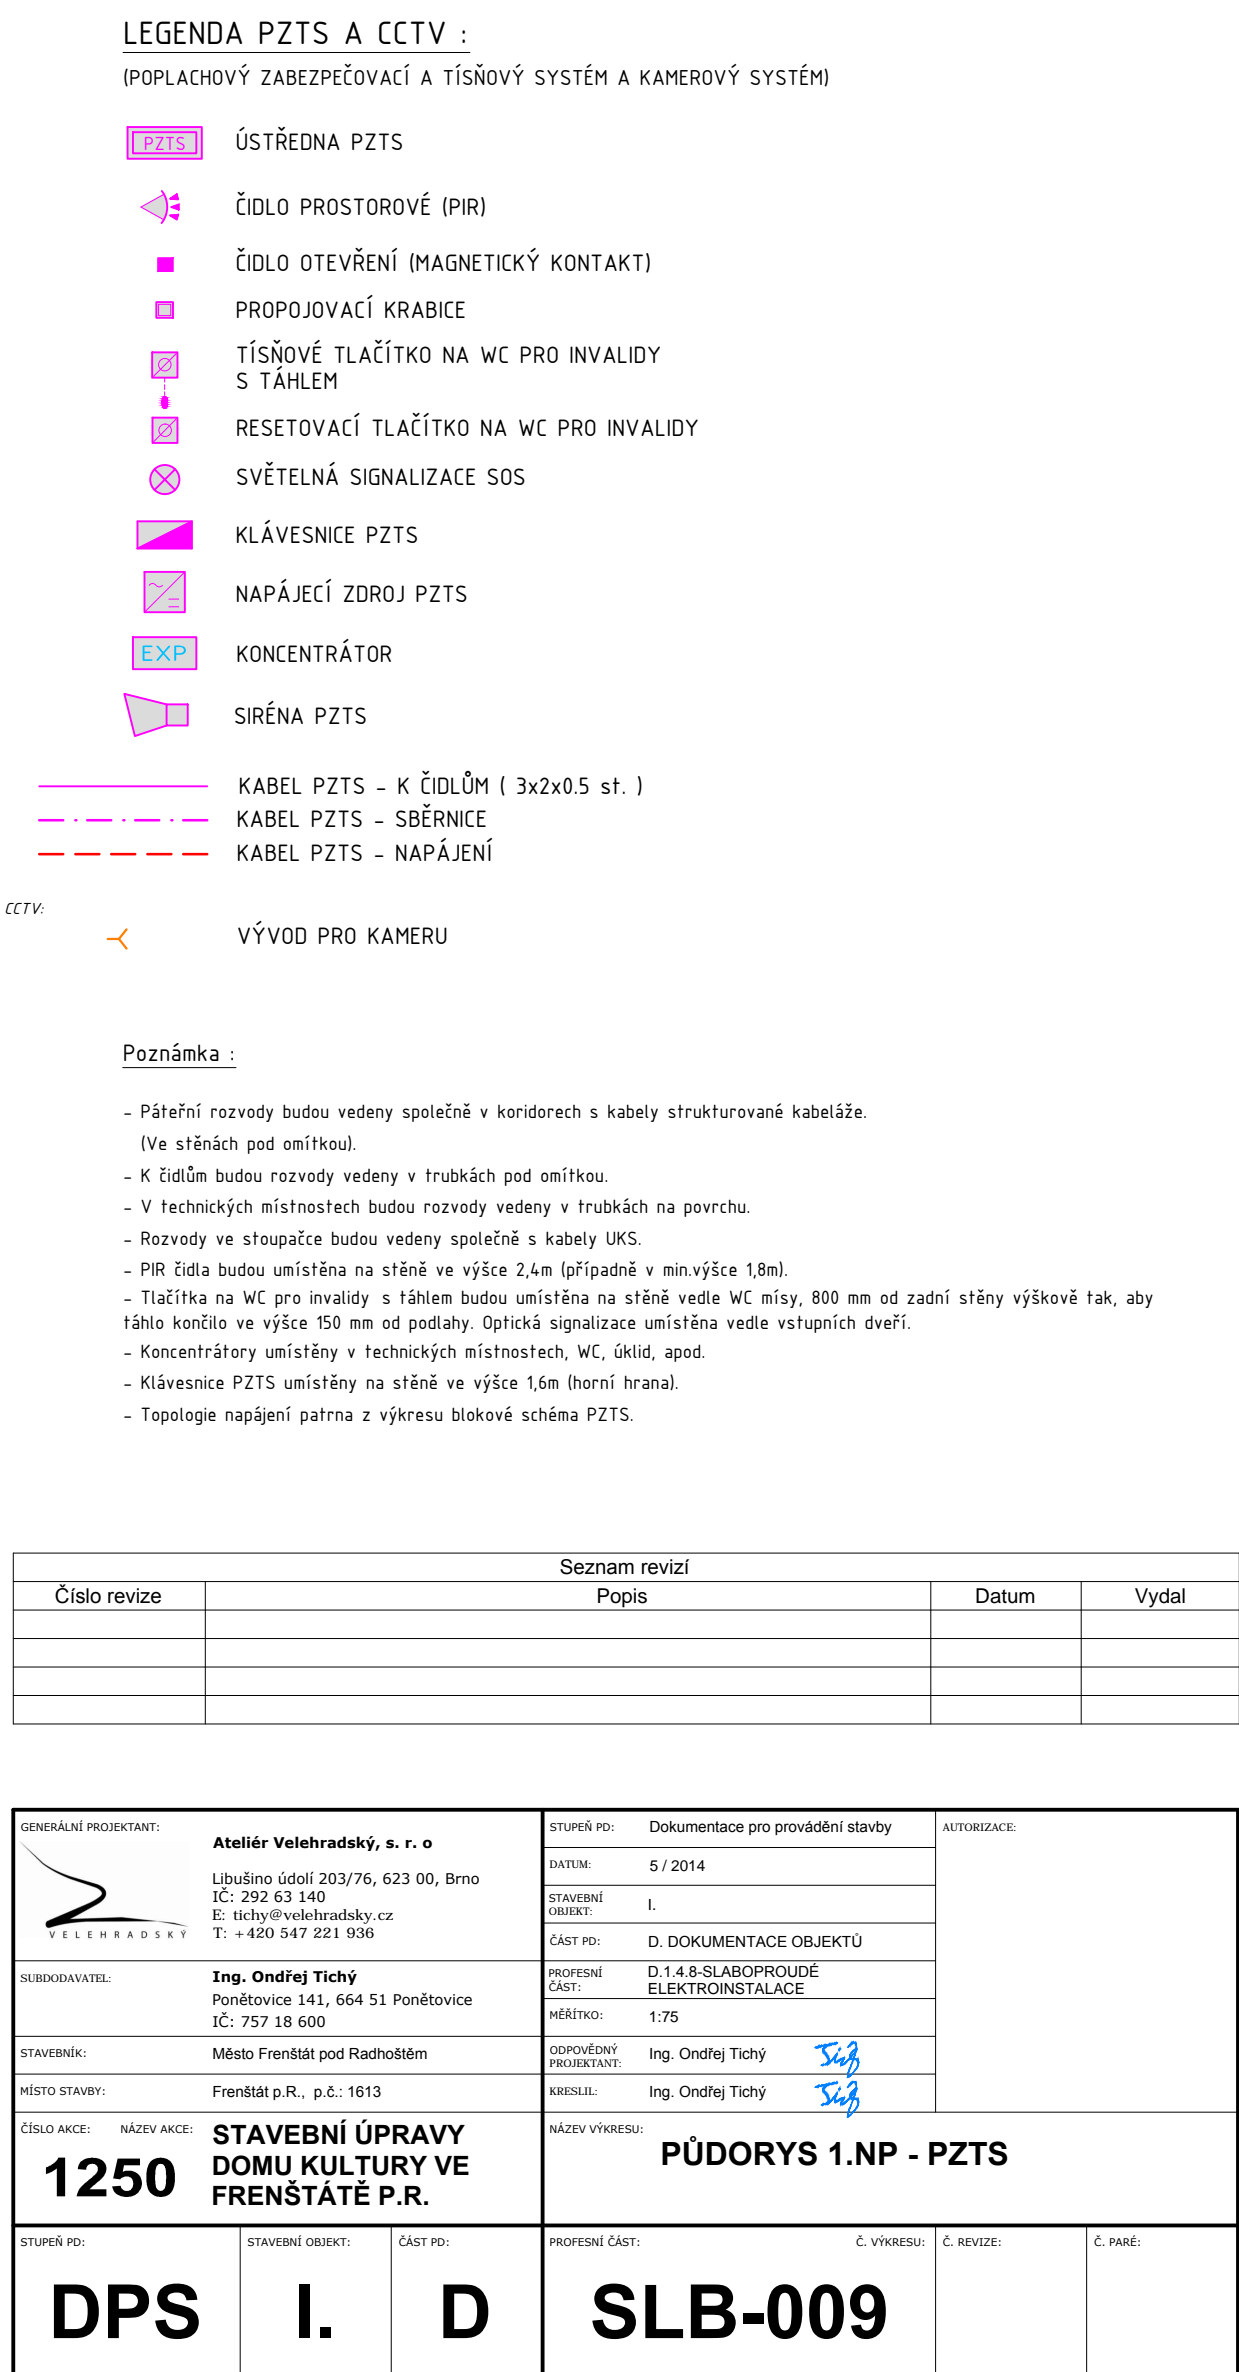 LEGENDA PZTS A CCTV :
(POPLACHOVÝ ZABEZPEČOVACÍ A TÍSŇOVÝ SYSTÉM A KAMEROVÝ SYSTÉM)
PZTS ÚSTŘEDNA PZTS
ČIDLO PROSTOROVÉ (PIR)
ČIDLO OTEVŘENÍ (MAGNETICKÝ KONTAKT)
PROPOJOVACÍ KRABICE
TÍSŇOVÉ TLAČÍTKO NA WC PRO INVALIDY
S TÁHLEM
RESETOVACÍ TLAČÍTKO NA WC PRO INVALIDY
SVĚTELNÁ SIGNALIZACE SOS
KLÁVESNICE PZTS
NAPÁJECÍ ZDROJ PZTS
EXP KONCENTRÁTOR
SIRÉNA PZTS
KABEL PZTS - K ČIDLŮM ( 3x2x0.5 st. )
KABEL PZTS - SBĚRNICE
KABEL PZTS - NAPÁJENÍ
CCTV:
VÝVOD PRO KAMERU
Poznámka :
- Páteřní rozvody budou vedeny společně v koridorech s kabely strukturované kabeláže.
(Ve stěnách pod omítkou).
- K čidlům budou rozvody vedeny v trubkách pod omítkou.
- V technických místnostech budou rozvody vedeny v trubkách na povrchu.
- Rozvody ve stoupačce budou vedeny společně s kabely UKS.
- PIR čidla budou umístěna na stěně ve výšce 2,4m (případně v min.výšce 1,8m).
- Tlačítka na WC pro invalidy s táhlem budou umístěna na stěně vedle WC mísy, 800 mm od zadní stěny výškově tak, aby
táhlo končilo ve výšce 150 mm od podlahy. Optická signalizace umístěna vedle vstupních dveří.
- Koncentrátory umístěny v technických místnostech, WC, úklid, apod.
- Klávesnice PZTS umístěny na stěně ve výšce 1,6m (horní hrana).
- Topologie napájení patrna z výkresu blokové schéma PZTS.
Seznam revizí
Číslo revize Popis Datum Vydal
GENERÁLNÍ PROJEKTANT:
VELEHRADSKÝ
Ateliér Velehradský, s. r. o
Libušino údolí 203/76, 623 00, Brno
IČ: 292 63 140
E: tichy@velehradsky.cz
T: +420 547 221 936
SUBDODAVATEL: Ing. Ondřej Tichý
Ponětovice 141, 664 51 Ponětovice
IČ: 757 18 600
STAVEBNÍK: Město Frenštát pod Radhoštěm
MÍSTO STAVBY: Frenštát p.R., p.č.: 1613
STUPEŇ PD: Dokumentace pro provádění stavby
DATUM: 5 / 2014
STAVEBNÍ
OBJEKT: I.
ČÁST PD: D. DOKUMENTACE OBJEKTŮ
PROFESNÍ
ČÁST:
D.1.4.8-SLABOPROUDÉ
ELEKTROINSTALACE
MĚŘÍTKO: 1:75
ODPOVĚDNÝ
PROJEKTANT: Ing. Ondřej Tichý
KRESLIL: Ing. Ondřej Tichý
AUTORIZACE:
ČÍSLO AKCE: NÁZEV AKCE:
1250
STAVEBNÍ ÚPRAVY
DOMU KULTURY VE
FRENŠTÁTĚ P.R.
NÁZEV VÝKRESU:
PŮDORYS 1.NP - PZTS
STUPEŇ PD: STAVEBNÍ OBJEKT: ČÁST PD: PROFESNÍ ČÁST: Č. VÝKRESU: Č. REVIZE: Č. PARÉ:
DPS I. D SLB-009